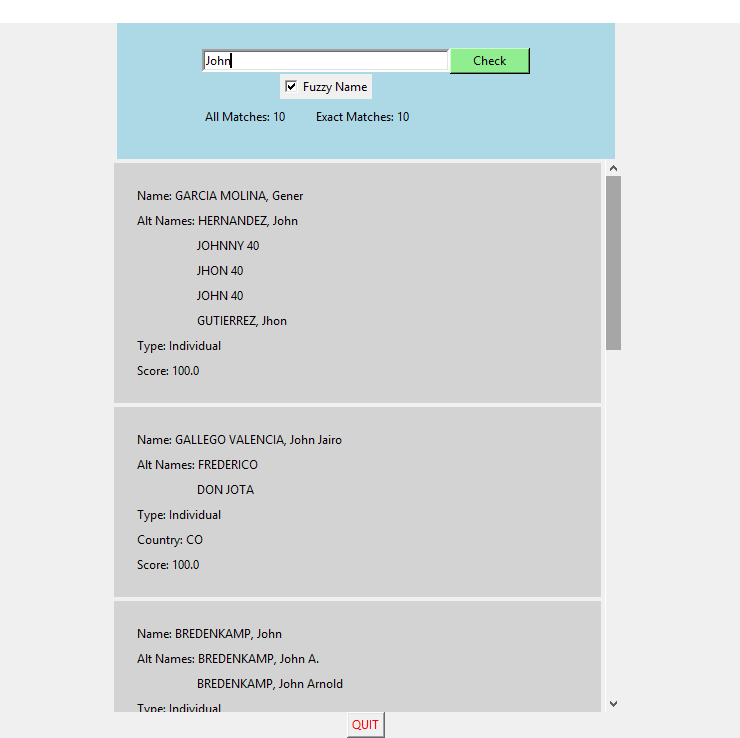 John Check
Fuzzy Name
All Matches: 10 Exact Matches: 10
Name: GARCIA MOLINA, Gener
Alt Names: HERNANDEZ, John
JOHNNY 40
JHON 40
JOHN 40
GUTIERREZ, Jhon
Type: Individual
Score: 100.0
Name: GALLEGO VALENCIA, John Jairo
Alt Names: FREDERICO
DON JOTA
Type: Individual
Country: CO
Score: 100.0
Name: BREDENKAMP, John
Alt Names: BREDENKAMP, John A.
BREDENKAMP, John Arnold
Type: Individual
QUIT